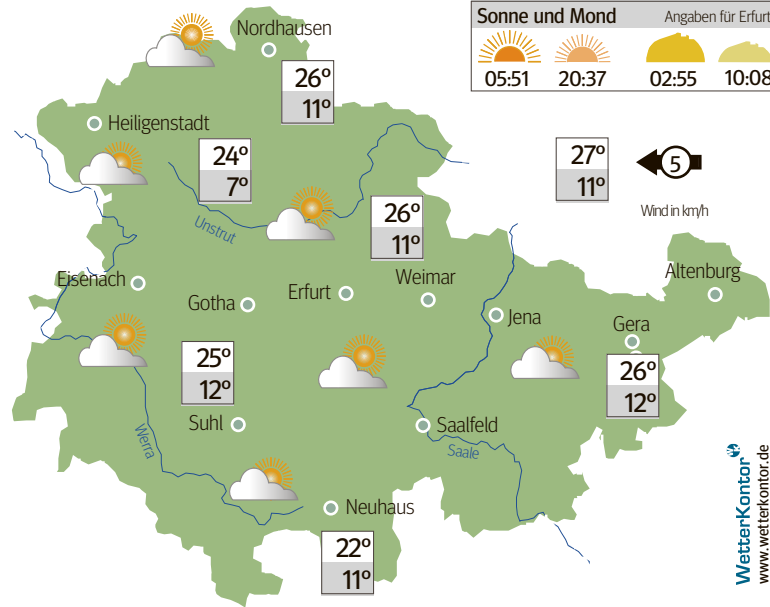 Sonne und Mond Angaben für Erfurt
05:51 20:37 02:55 10:08
Nordhausen
26°
11°
Heiligenstadt
24°
7°
27°
11°
5
Wind in km/h
Unstrut
26°
11°
Eisenach
Gotha
Erfurt
Weimar
Altenburg
Jena
Gera
25°
12°
26°
12°
Suhl
Werra
Saalfeld
Saale
Neuhaus
22°
11°
WetterKontor
www.wetterkontor.de